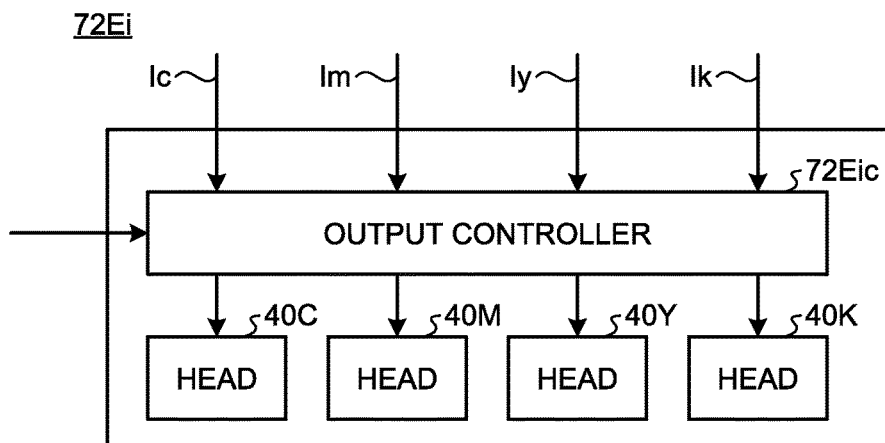 72Ei
Ic Im Iy Ik
72Eic
OUTPUT CONTROLLER
40C 40M 40Y 40K
HEAD HEAD HEAD HEAD